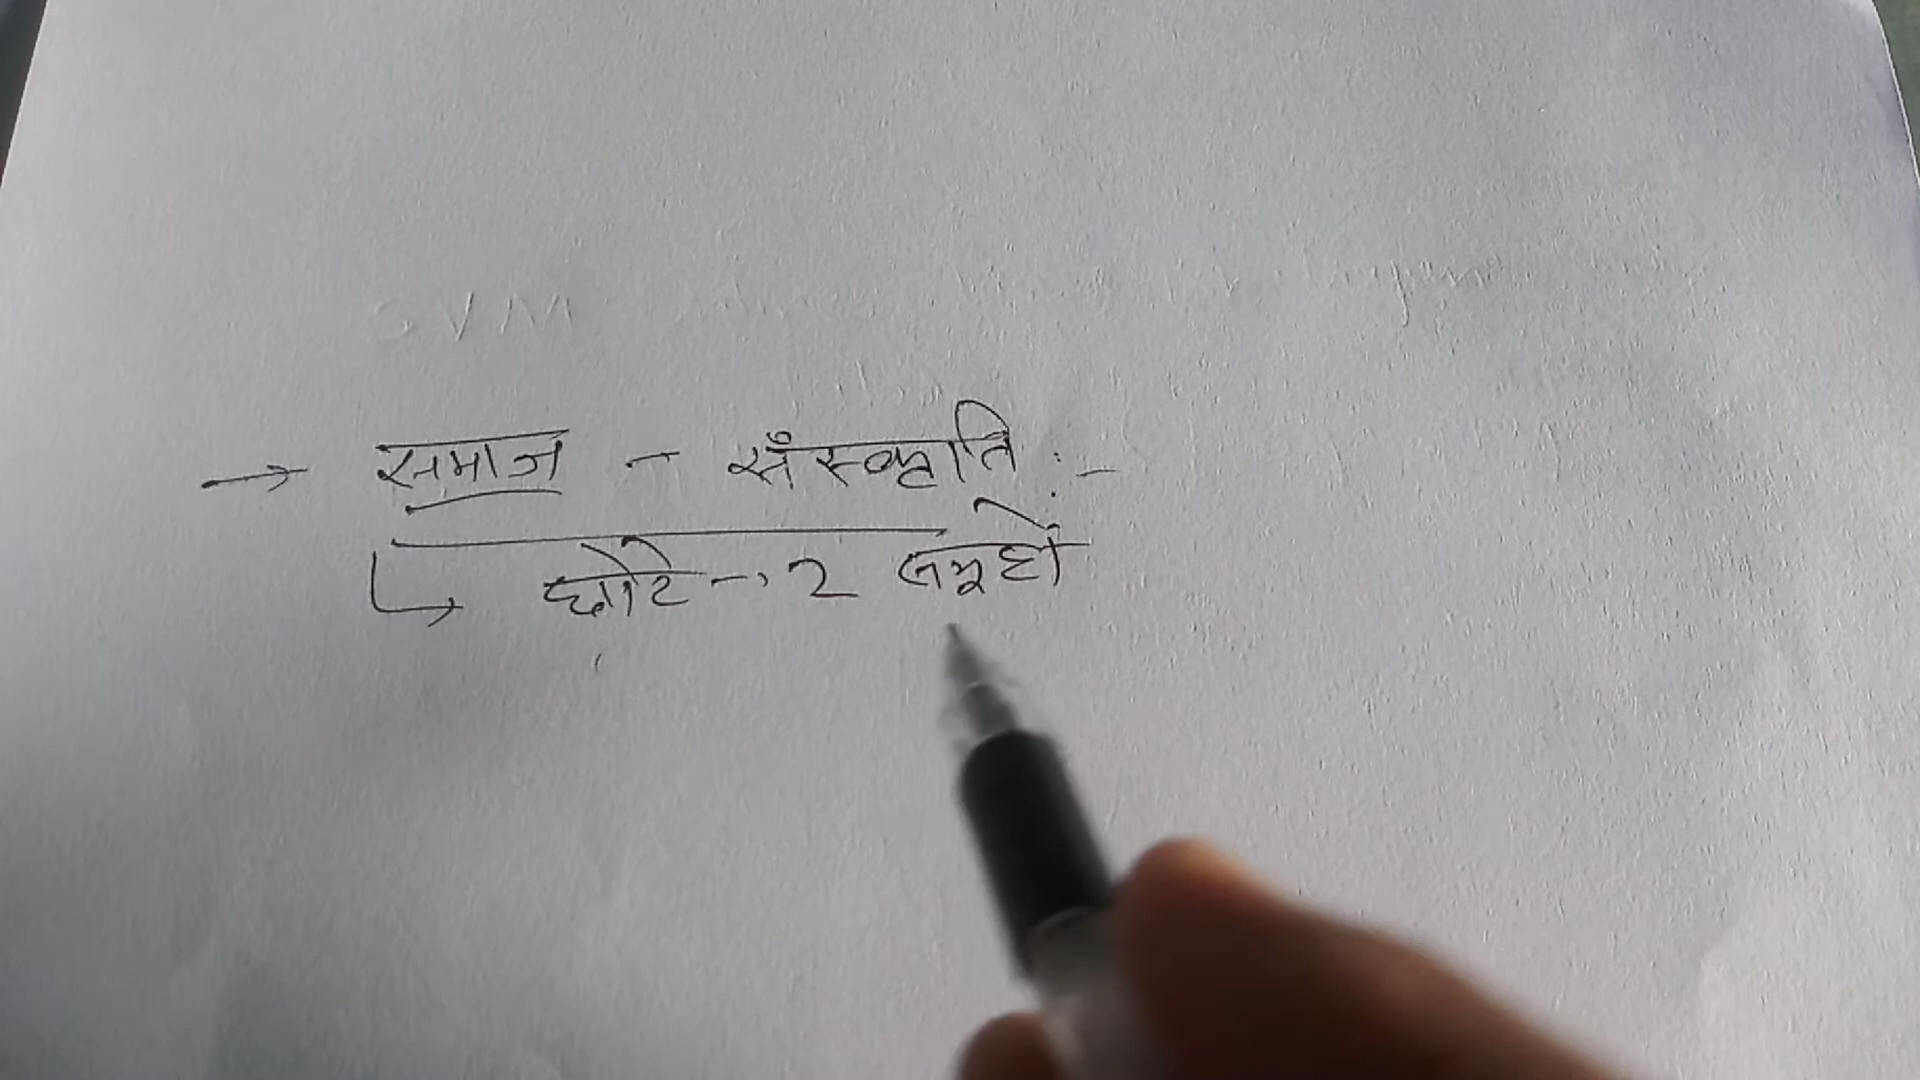 → समाज - संस्कृति :-
↳ छोटे - 2 समूहों